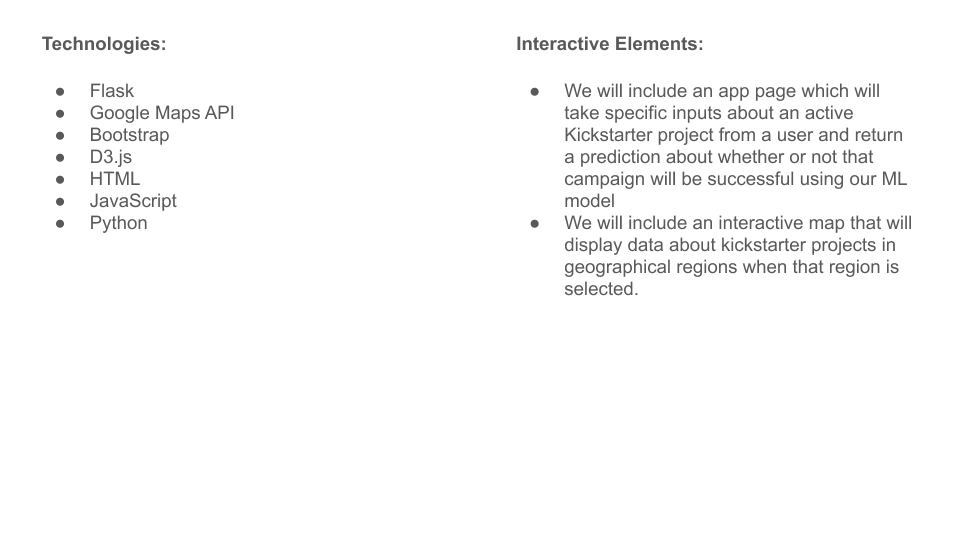 Technologies:
● Flask
● Google Maps API
● Bootstrap
● D3.js
● HTML
● JavaScript
● Python
Interactive Elements:
● We will include an app page which will
take specific inputs about an active
Kickstarter project from a user and return
a prediction about whether or not that
campaign will be successful using our ML
model
● We will include an interactive map that will
display data about kickstarter projects in
geographical regions when that region is
selected.